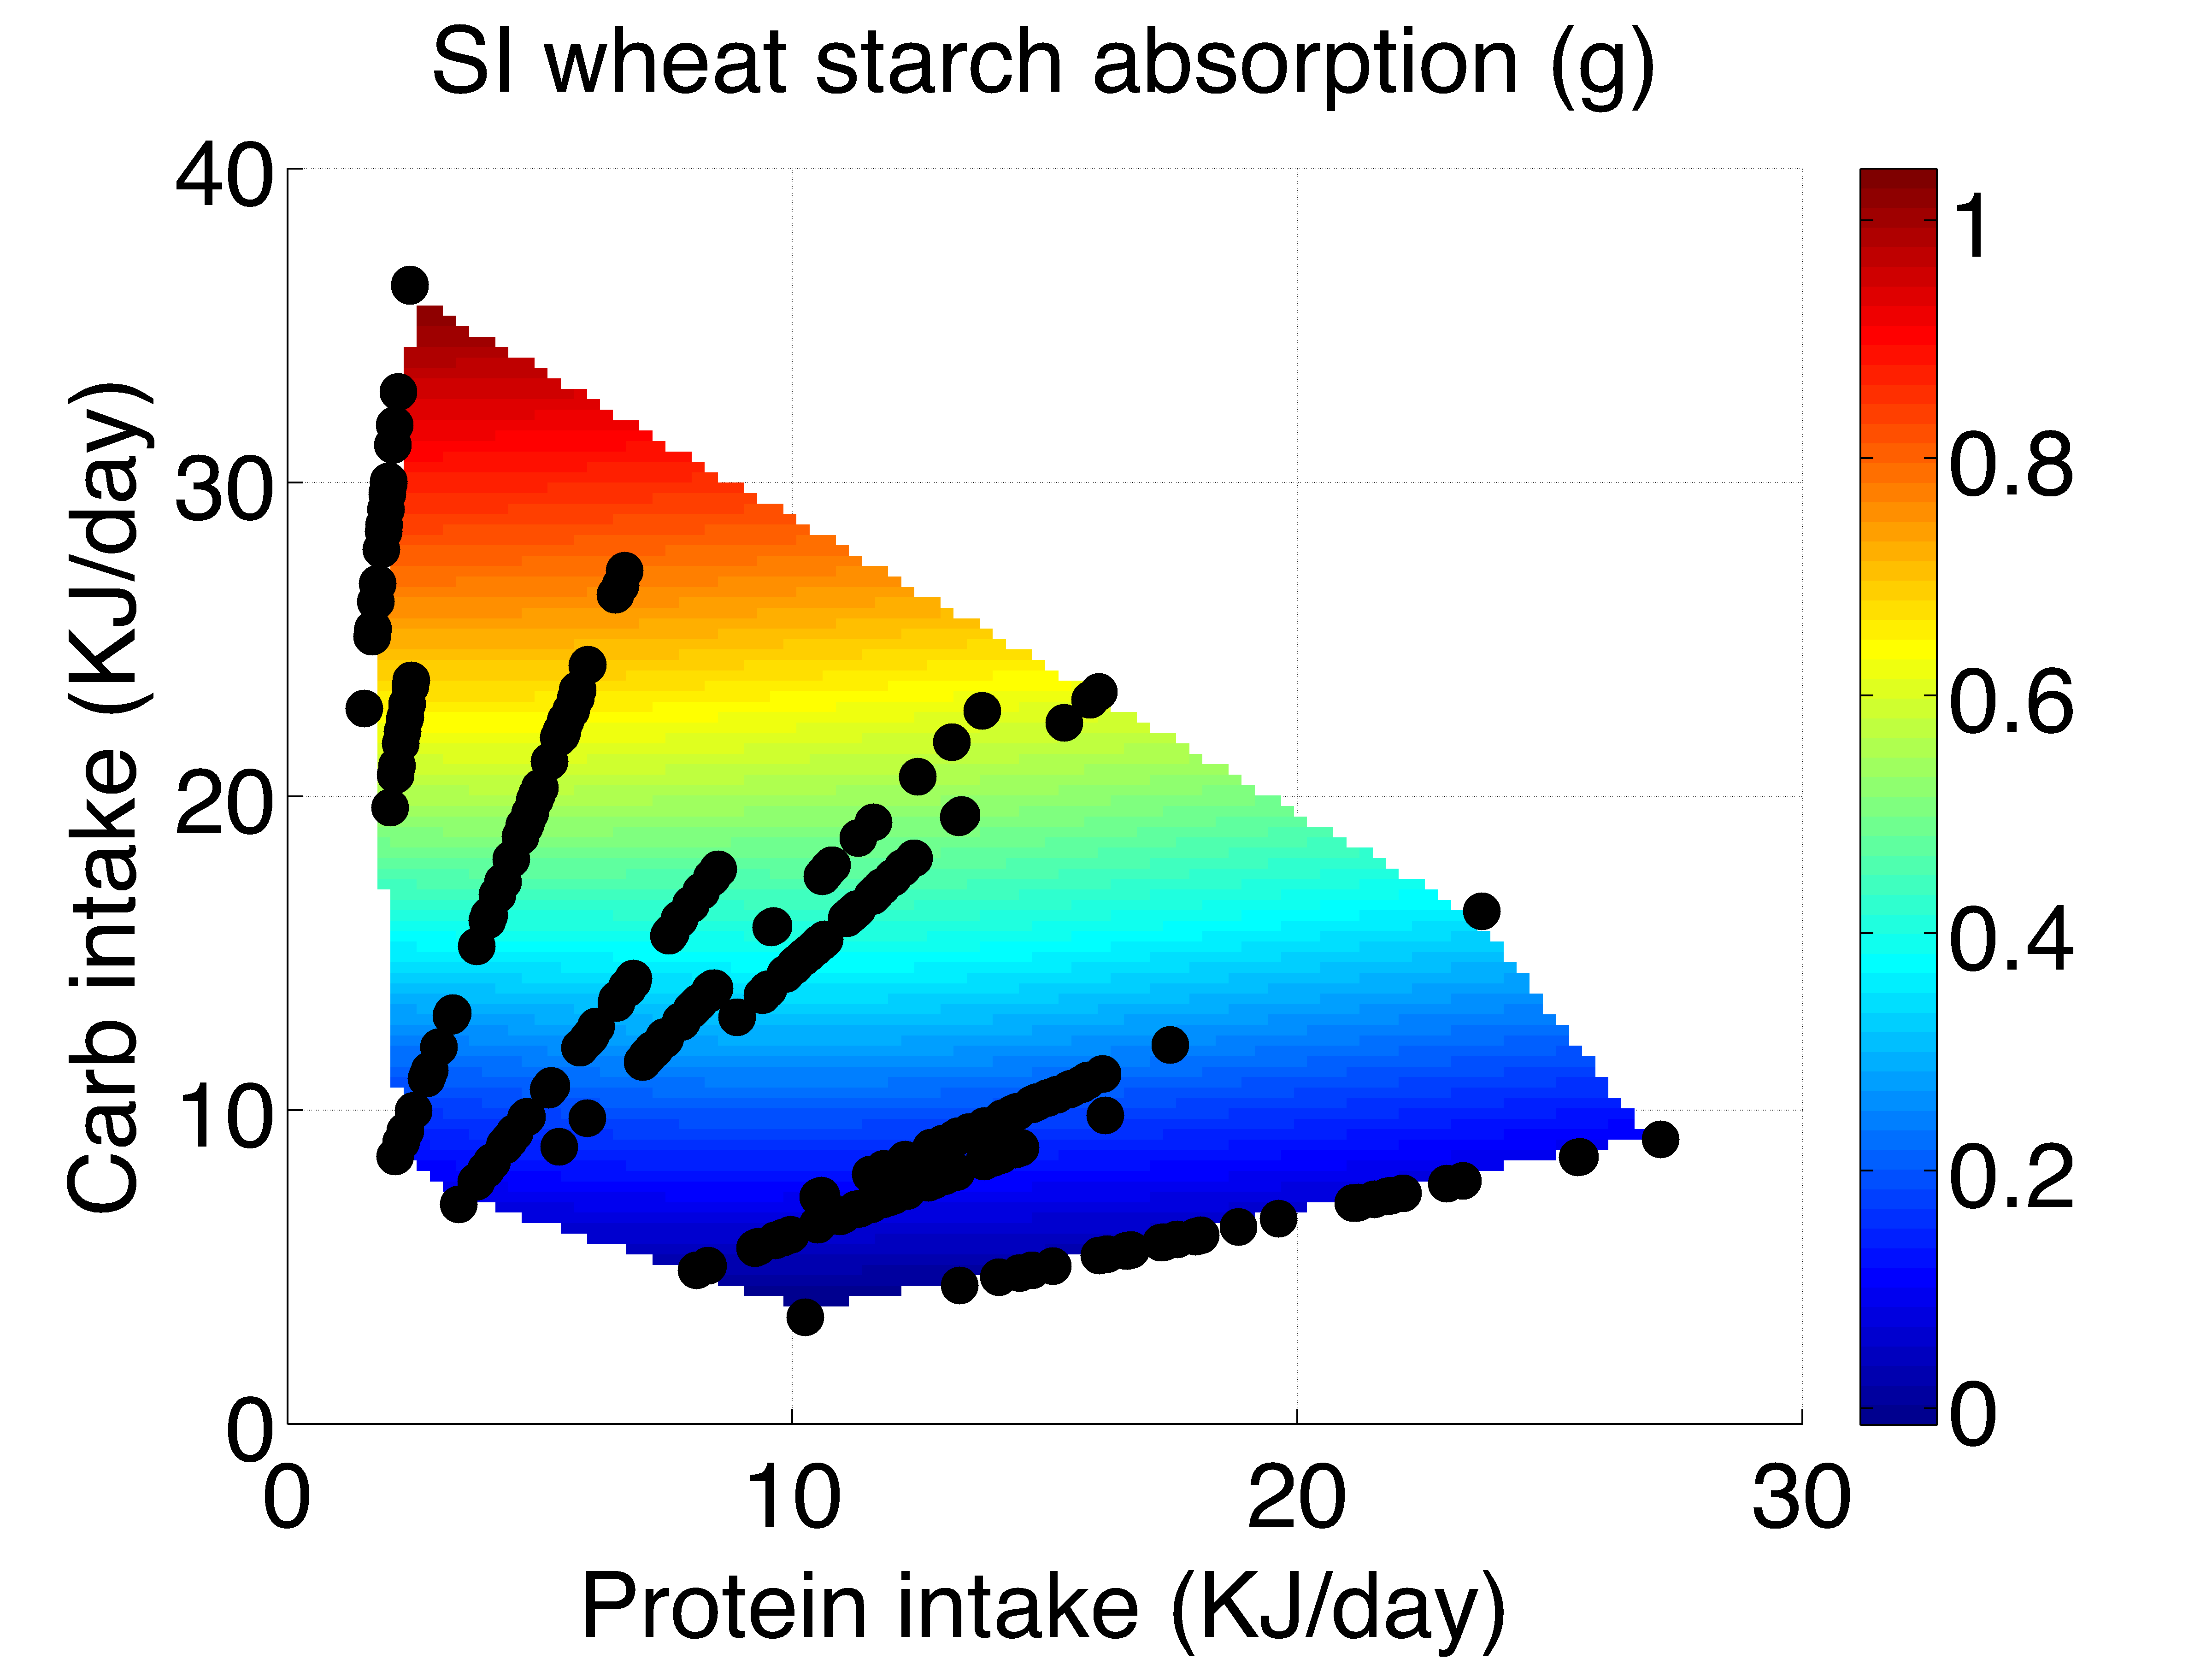 SI wheat starch absorption (g)
40
30
20
10
0
Carb intake (KJ/day)
0 10 20 30
Protein intake (KJ/day)
1
0.8
0.6
0.4
0.2
0